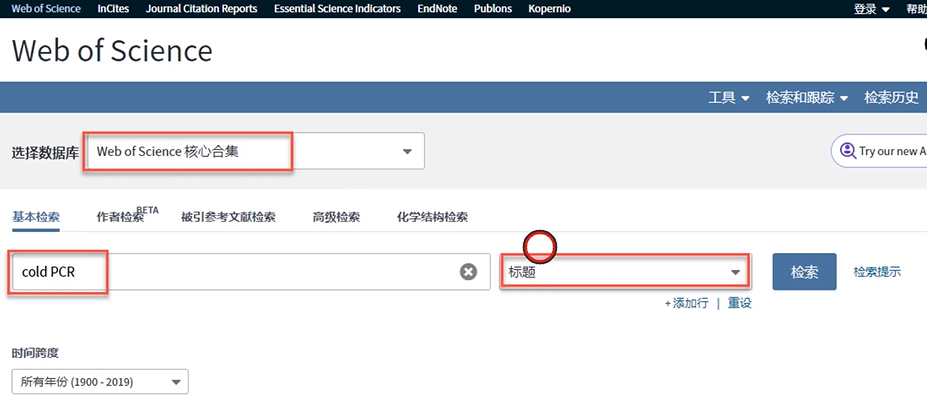 Web of Science InCites Journal Citation Reports Essential Science Indicators EndNote Publons Kopernio 登录 帮助
Web of Science
工具 检索和跟踪 检索历史
选择数据库 Web of Science 核心合集
Try our new A
基本检索 作者检索BETA 被引参考文献检索 高级检索 化学结构检索
cold PCR 标题 检索 检索提示
+添加行 | 重设
时间跨度
所有年份 (1900 - 2019)